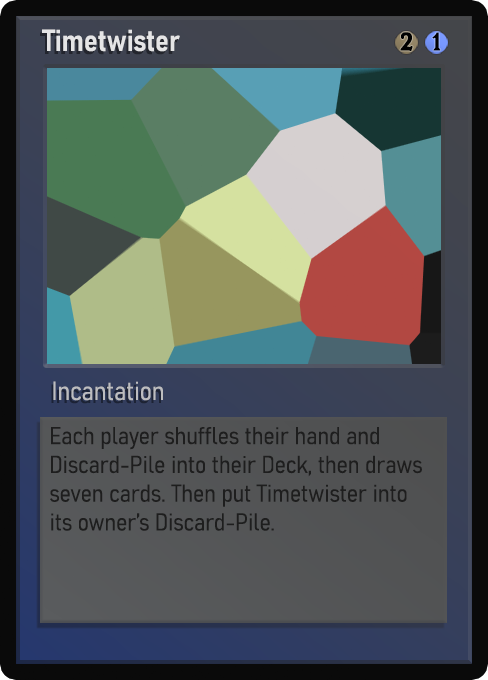 Timetwister 2 1
Incantation
Each player shuffles their hand and
Discard-Pile into their Deck, then draws
seven cards. Then put Timetwister into
its owner's Discard-Pile.